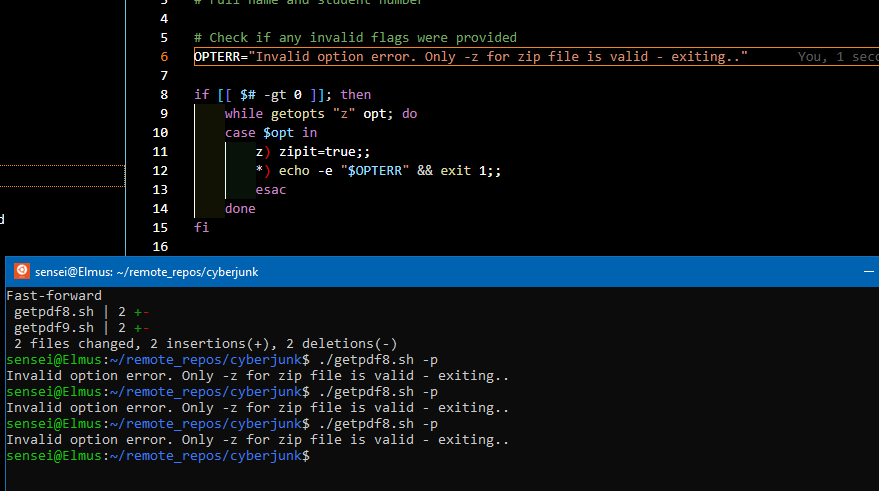 3 # Full name and student number
4
5 # Check if any invalid flags were provided
6 OPTERR="Invalid option error. Only -z for zip file is valid - exiting.." You, 1 seco
7
8 if [[ $# -gt 0 ]]; then
9 while getopts "z" opt; do
10 case $opt in
11 z) zipit=true;;
12 *) echo -e "$OPTERR" && exit 1;;
13 esac
14 done
15 fi
16
d
sensei@Elmus: ~/remote_repos/cyberjunk
Fast-forward
getpdf8.sh | 2 +-
getpdf9.sh | 2 +-
2 files changed, 2 insertions(+), 2 deletions(-)
sensei@Elmus:~/remote_repos/cyberjunk$ ./getpdf8.sh -p
Invalid option error. Only -z for zip file is valid - exiting..
sensei@Elmus:~/remote_repos/cyberjunk$ ./getpdf8.sh -p
Invalid option error. Only -z for zip file is valid - exiting..
sensei@Elmus:~/remote_repos/cyberjunk$ ./getpdf8.sh -p
Invalid option error. Only -z for zip file is valid - exiting..
sensei@Elmus:~/remote_repos/cyberjunk$